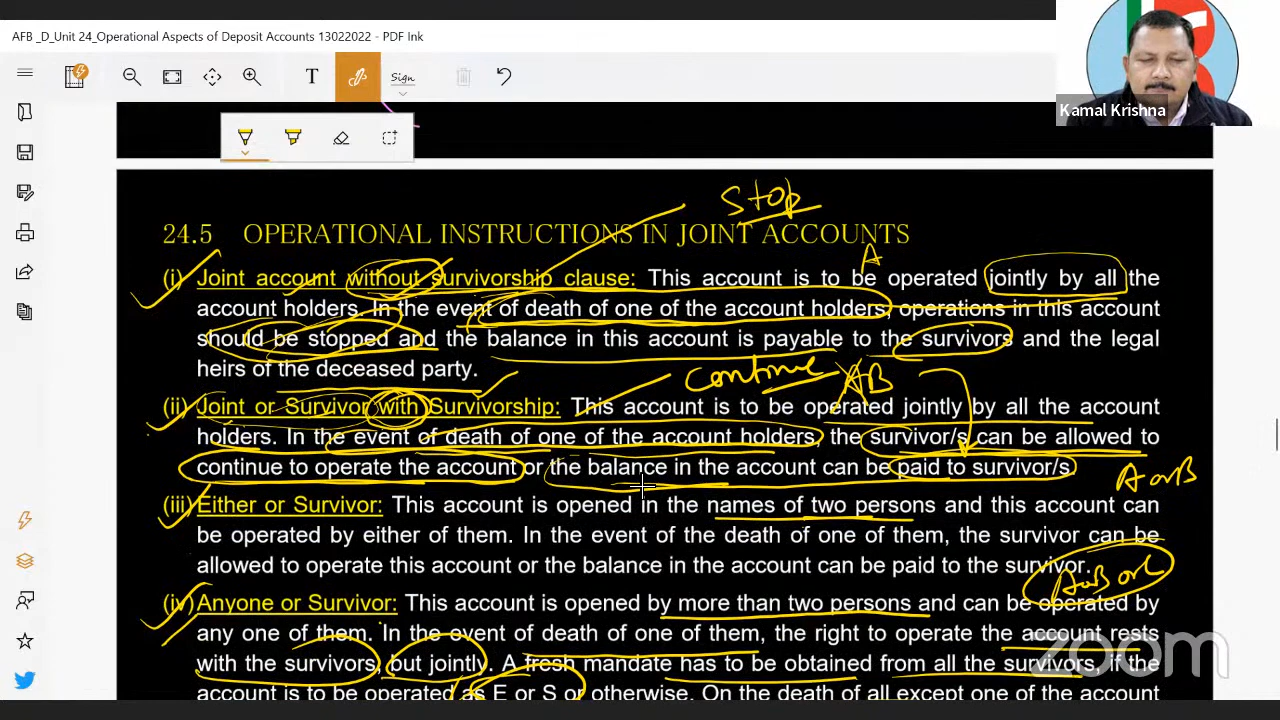 AFB _D_Unit 24_Operational Aspects of Deposit Accounts 13022022 - PDF Ink
T
Sign
Kamal Krishna
Stop
24.5 OPERATIONAL INSTRUCTIONS IN JOINT ACCOUNTS
A
(i) Joint account without survivorship clause: This account is to be operated jointly by all the
account holders. In the event of death of one of the account holders, operations in this account
should be stopped and the balance in this account is payable to the survivors and the legal
heirs of the deceased party.
continue
AB
(ii) Joint or Survivor with Survivorship: This account is to be operated jointly by all the account
holders. In the event of death of one of the account holders, the survivor/s can be allowed to
continue to operate the account or the balance in the account can be paid to survivor/s.
A or B
(iii) Either or Survivor: This account is opened in the names of two persons and this account can
be operated by either of them. In the event of the death of one of them, the survivor can be
allowed to operate this account or the balance in the account can be paid to the survivor.
A or B or C
(iv) Anyone or Survivor: This account is opened by more than two persons and can be operated by
any one of them. In the event of death of one of them, the right to operate the account rests
with the survivors, but jointly. A fresh mandate has to be obtained from all the survivors, if the
account is to be operated as E or S or otherwise. On the death of all except one of the account
zoom